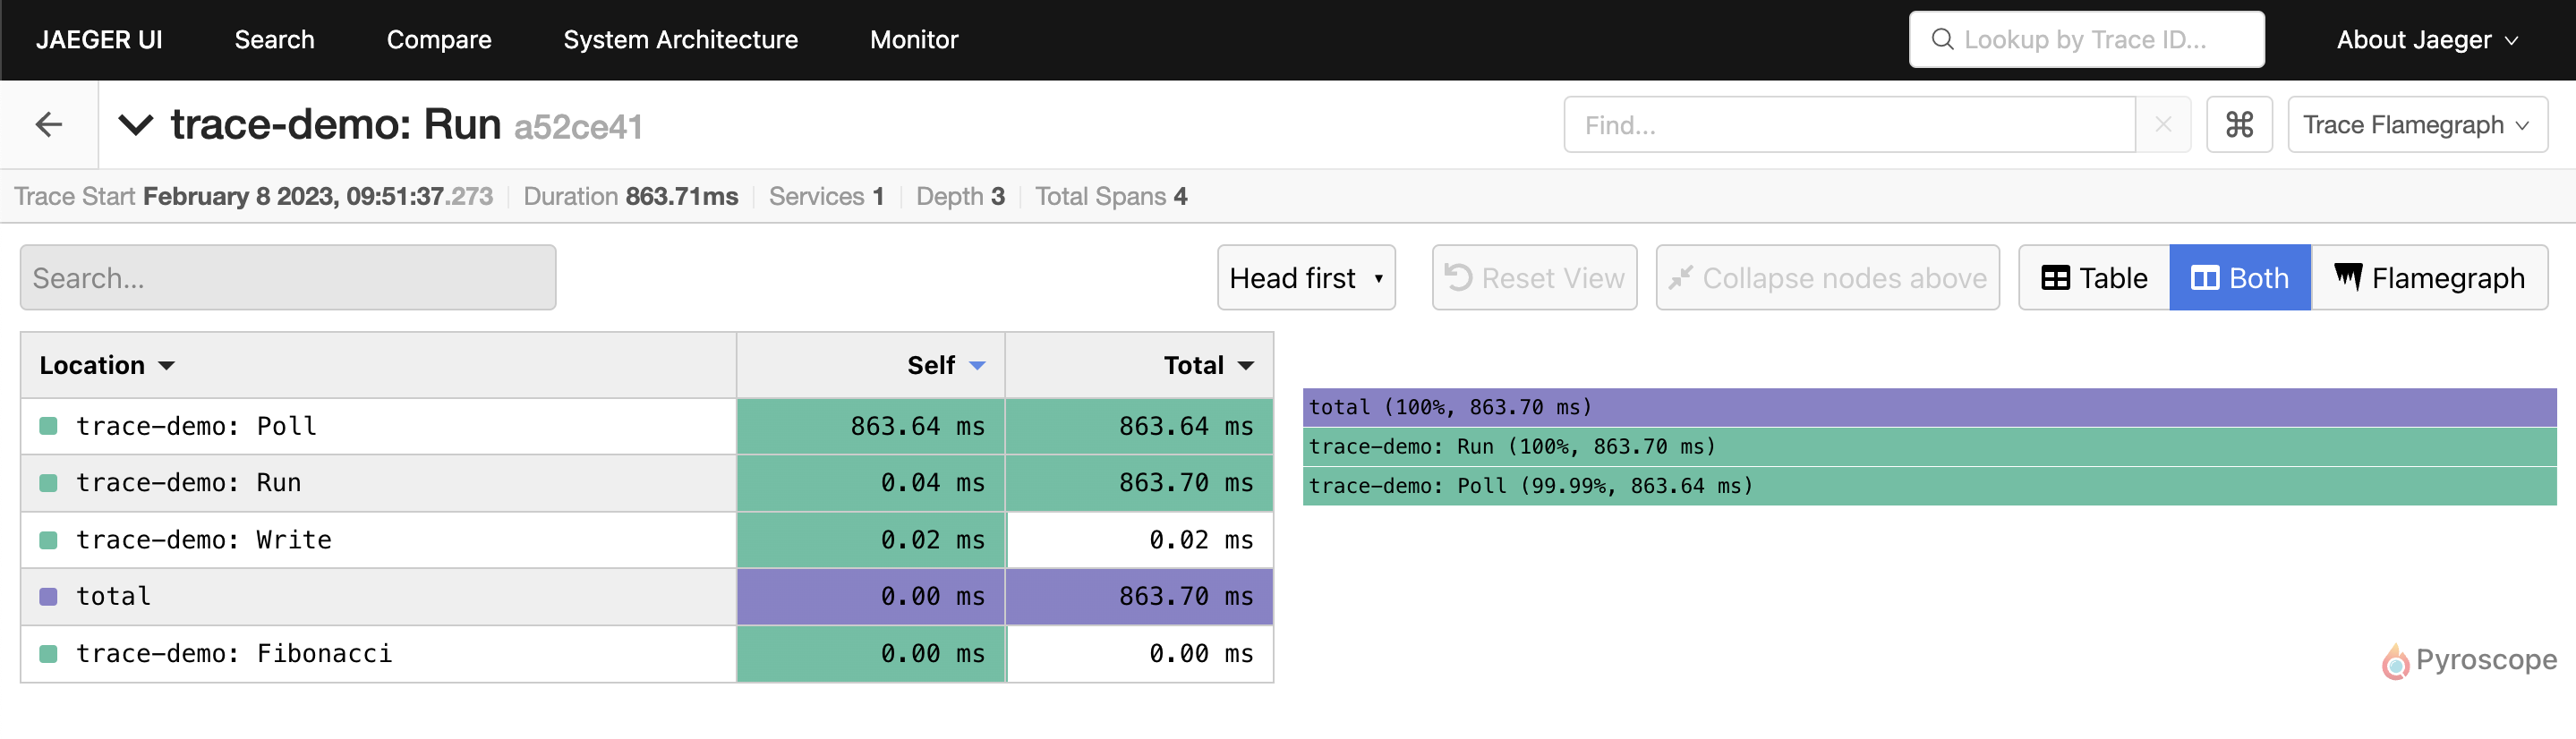 JAEGER UI Search Compare System Architecture Monitor Lookup by Trace ID... About Jaeger
trace-demo: Run a52ce41 Find... ⌘ Trace Flamegraph
Trace Start February 8 2023, 09:51:37.273 Duration 863.71ms Services 1 Depth 3 Total Spans 4
Search... Head first Reset View Collapse nodes above Table Both Flamegraph
Location Self Total
trace-demo: Poll 863.64 ms 863.64 ms
trace-demo: Run 0.04 ms 863.70 ms
trace-demo: Write 0.02 ms 0.02 ms
total 0.00 ms 863.70 ms
trace-demo: Fibonacci 0.00 ms 0.00 ms
total (100%, 863.70 ms)
trace-demo: Run (100%, 863.70 ms)
trace-demo: Poll (99.99%, 863.64 ms)
Pyroscope